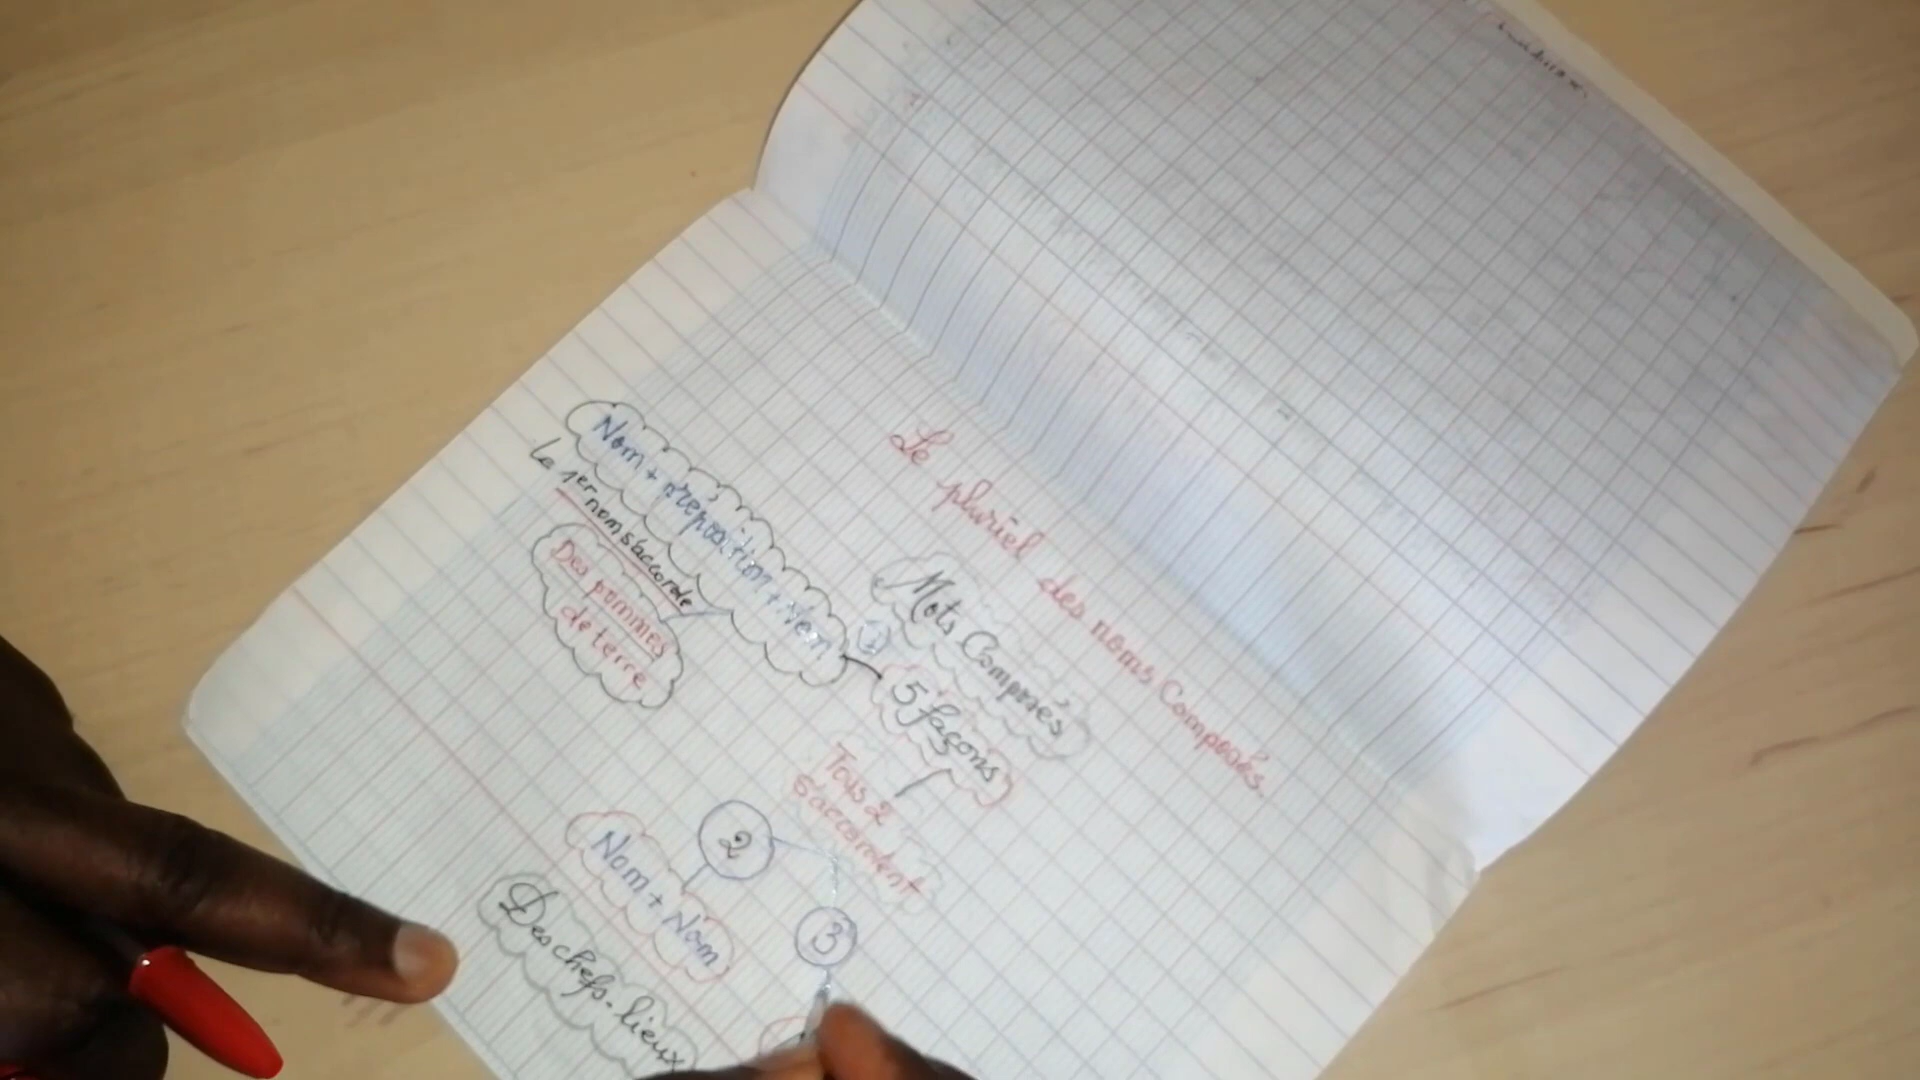 Le pluriel des noms Composés.
Mots Composés
5 façons
1
Nom + préposition + Nom
Le 1er nom s'accorde
Des pommes
de terre
Tous 2
s'accordent
2
Nom + Nom
Des chefs-lieux
3